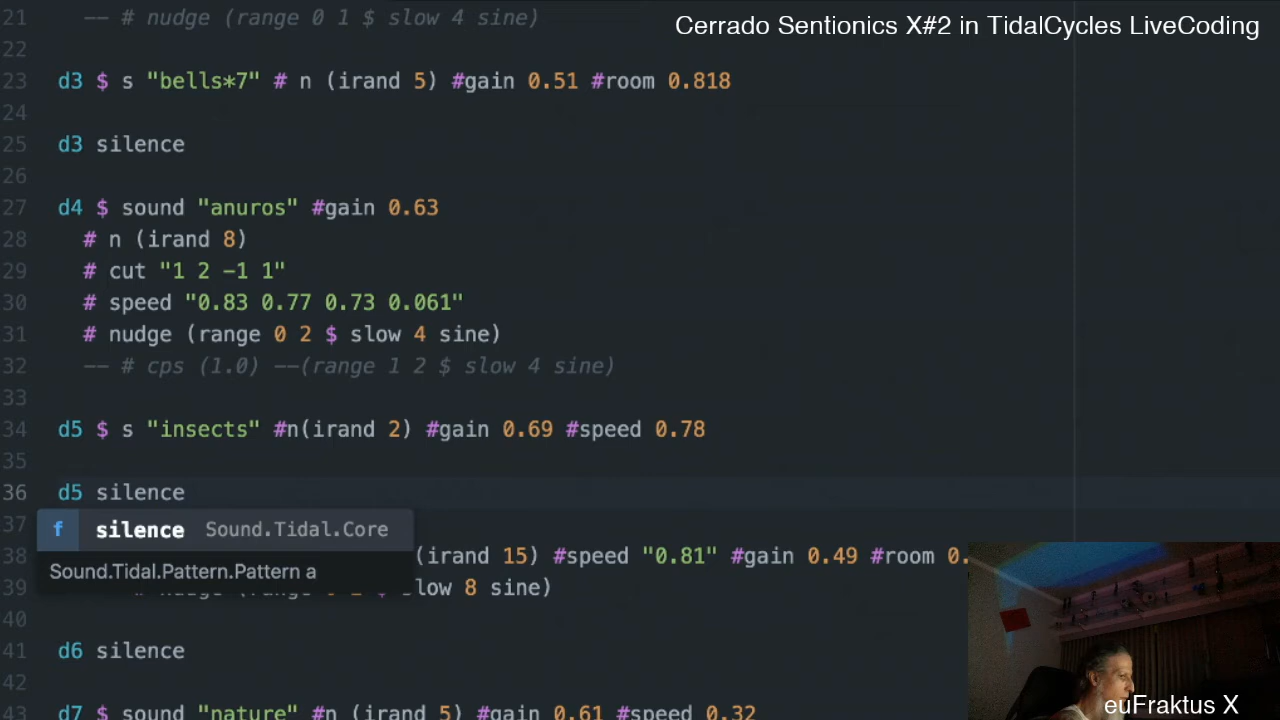 21 -- # nudge (range 0 1 $ slow 4 sine)
Cerrado Sentionics X#2 in TidalCycles LiveCoding
22
23 d3 $ s "bells*7" # n (irand 5) #gain 0.51 #room 0.818
24
25 d3 silence
26
27 d4 $ sound "anuros" #gain 0.63
28 # n (irand 8)
29 # cut "1 2 -1 1"
30 # speed "0.83 0.77 0.73 0.061"
31 # nudge (range 0 2 $ slow 4 sine)
32 -- # cps (1.0) --(range 1 2 $ slow 4 sine)
33
34 d5 $ s "insects" #n(irand 2) #gain 0.69 #speed 0.78
35
36 d5 silence
37 f silence Sound.Tidal.Core
38 (irand 15) #speed "0.81" #gain 0.49 #room 0.
Sound.Tidal.Pattern.Pattern a
39 # nudge (range $ slow 8 sine)
40
41 d6 silence
42
43 d7 $ sound "nature" #n (irand 5) #gain 0.61 #speed 0.32
euFraktus X